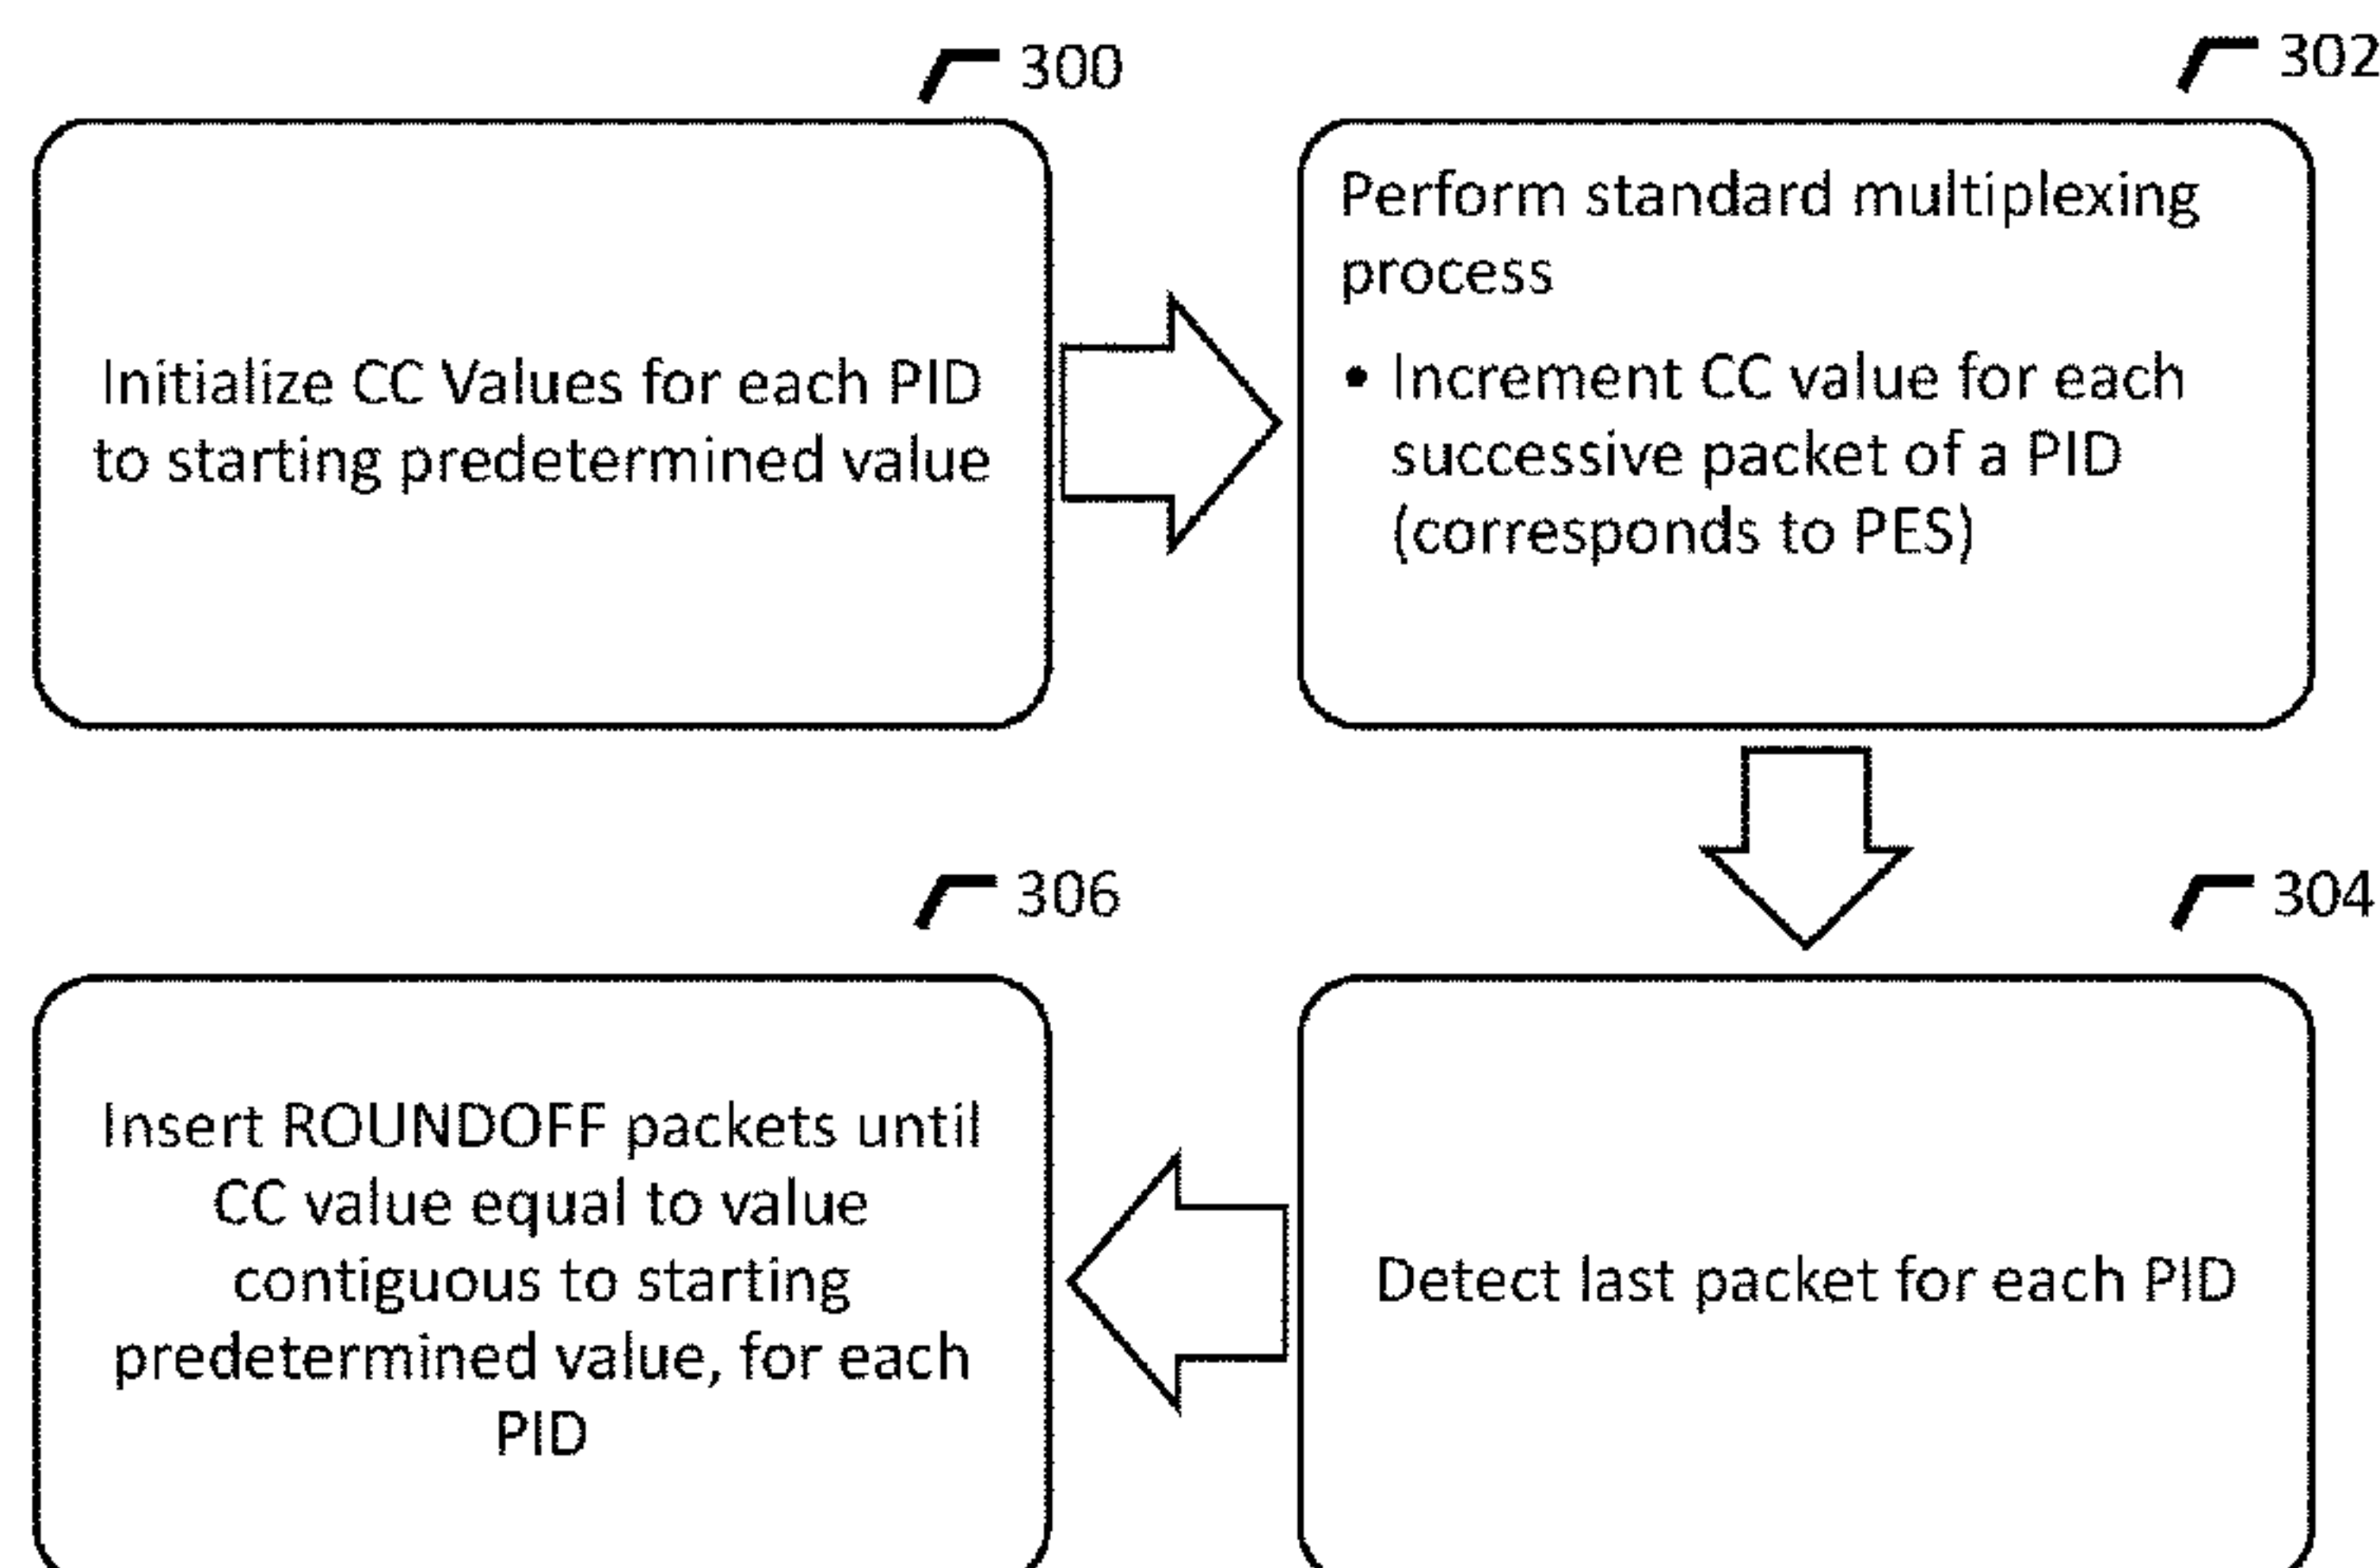 300
Initialize CC Values for each PID
to starting predetermined value
302
Perform standard multiplexing
process
• Increment CC value for each
successive packet of a PID
(corresponds to PES)
304
Detect last packet for each PID
306
Insert ROUNDOFF packets until
CC value equal to value
contiguous to starting
predetermined value, for each
PID